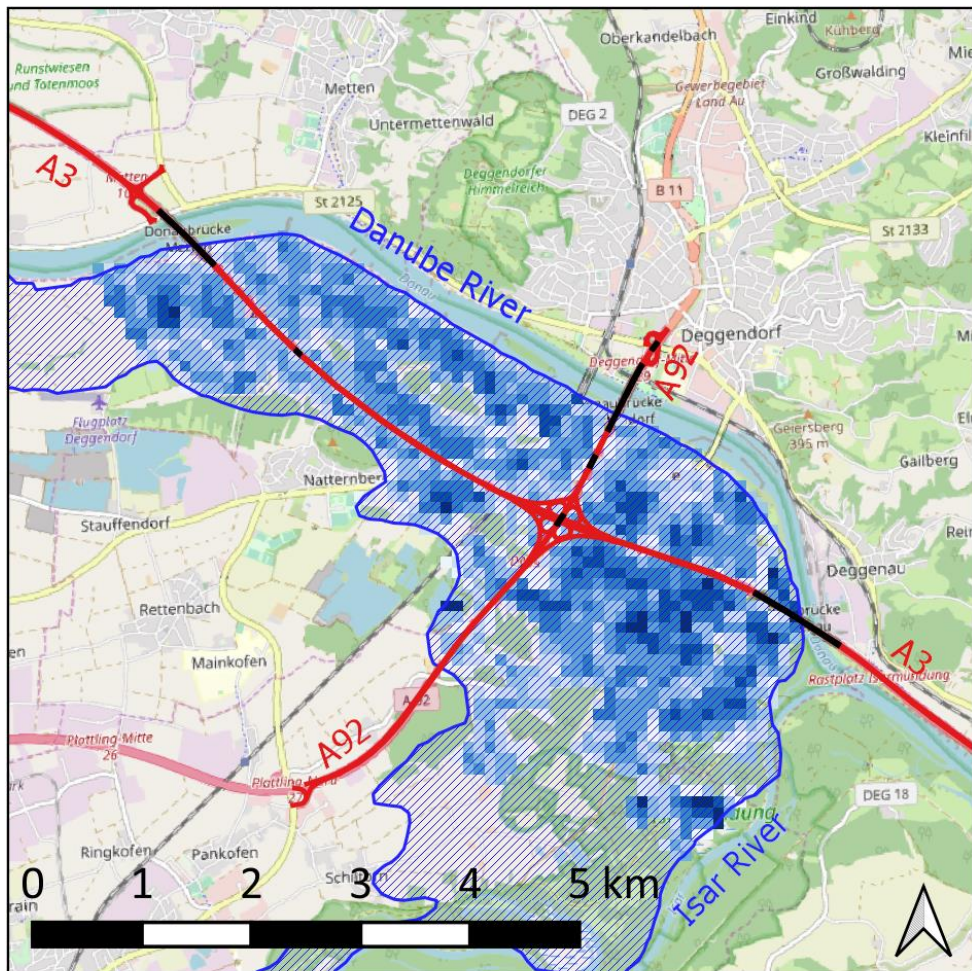 Einkind
Kühberg
Oberkandelbach
Runstwiesen
und Totenmoos
Metten
Gewerbegebiet
Land Au
Großwalding
DEG 2
Untermettenwald
A3
Deggendorfer
Himmelreich
B 11
St 2125
Donaubrücke
St 2133
Danube River
Donau
Deggendorf
A92
Flugplatz
Deggendorf
Geiersberg
395 m
Gailberg
Stauffendorf
Deggenau
Rettenbach
Mainkofen
A3
Rastplatz Isarmündung
Plattling-Mitte
26
A92
Plattling-Nord
DEG 18
Ringkofen
Pankofen
Isar River
0 1 2 3 4 5 km